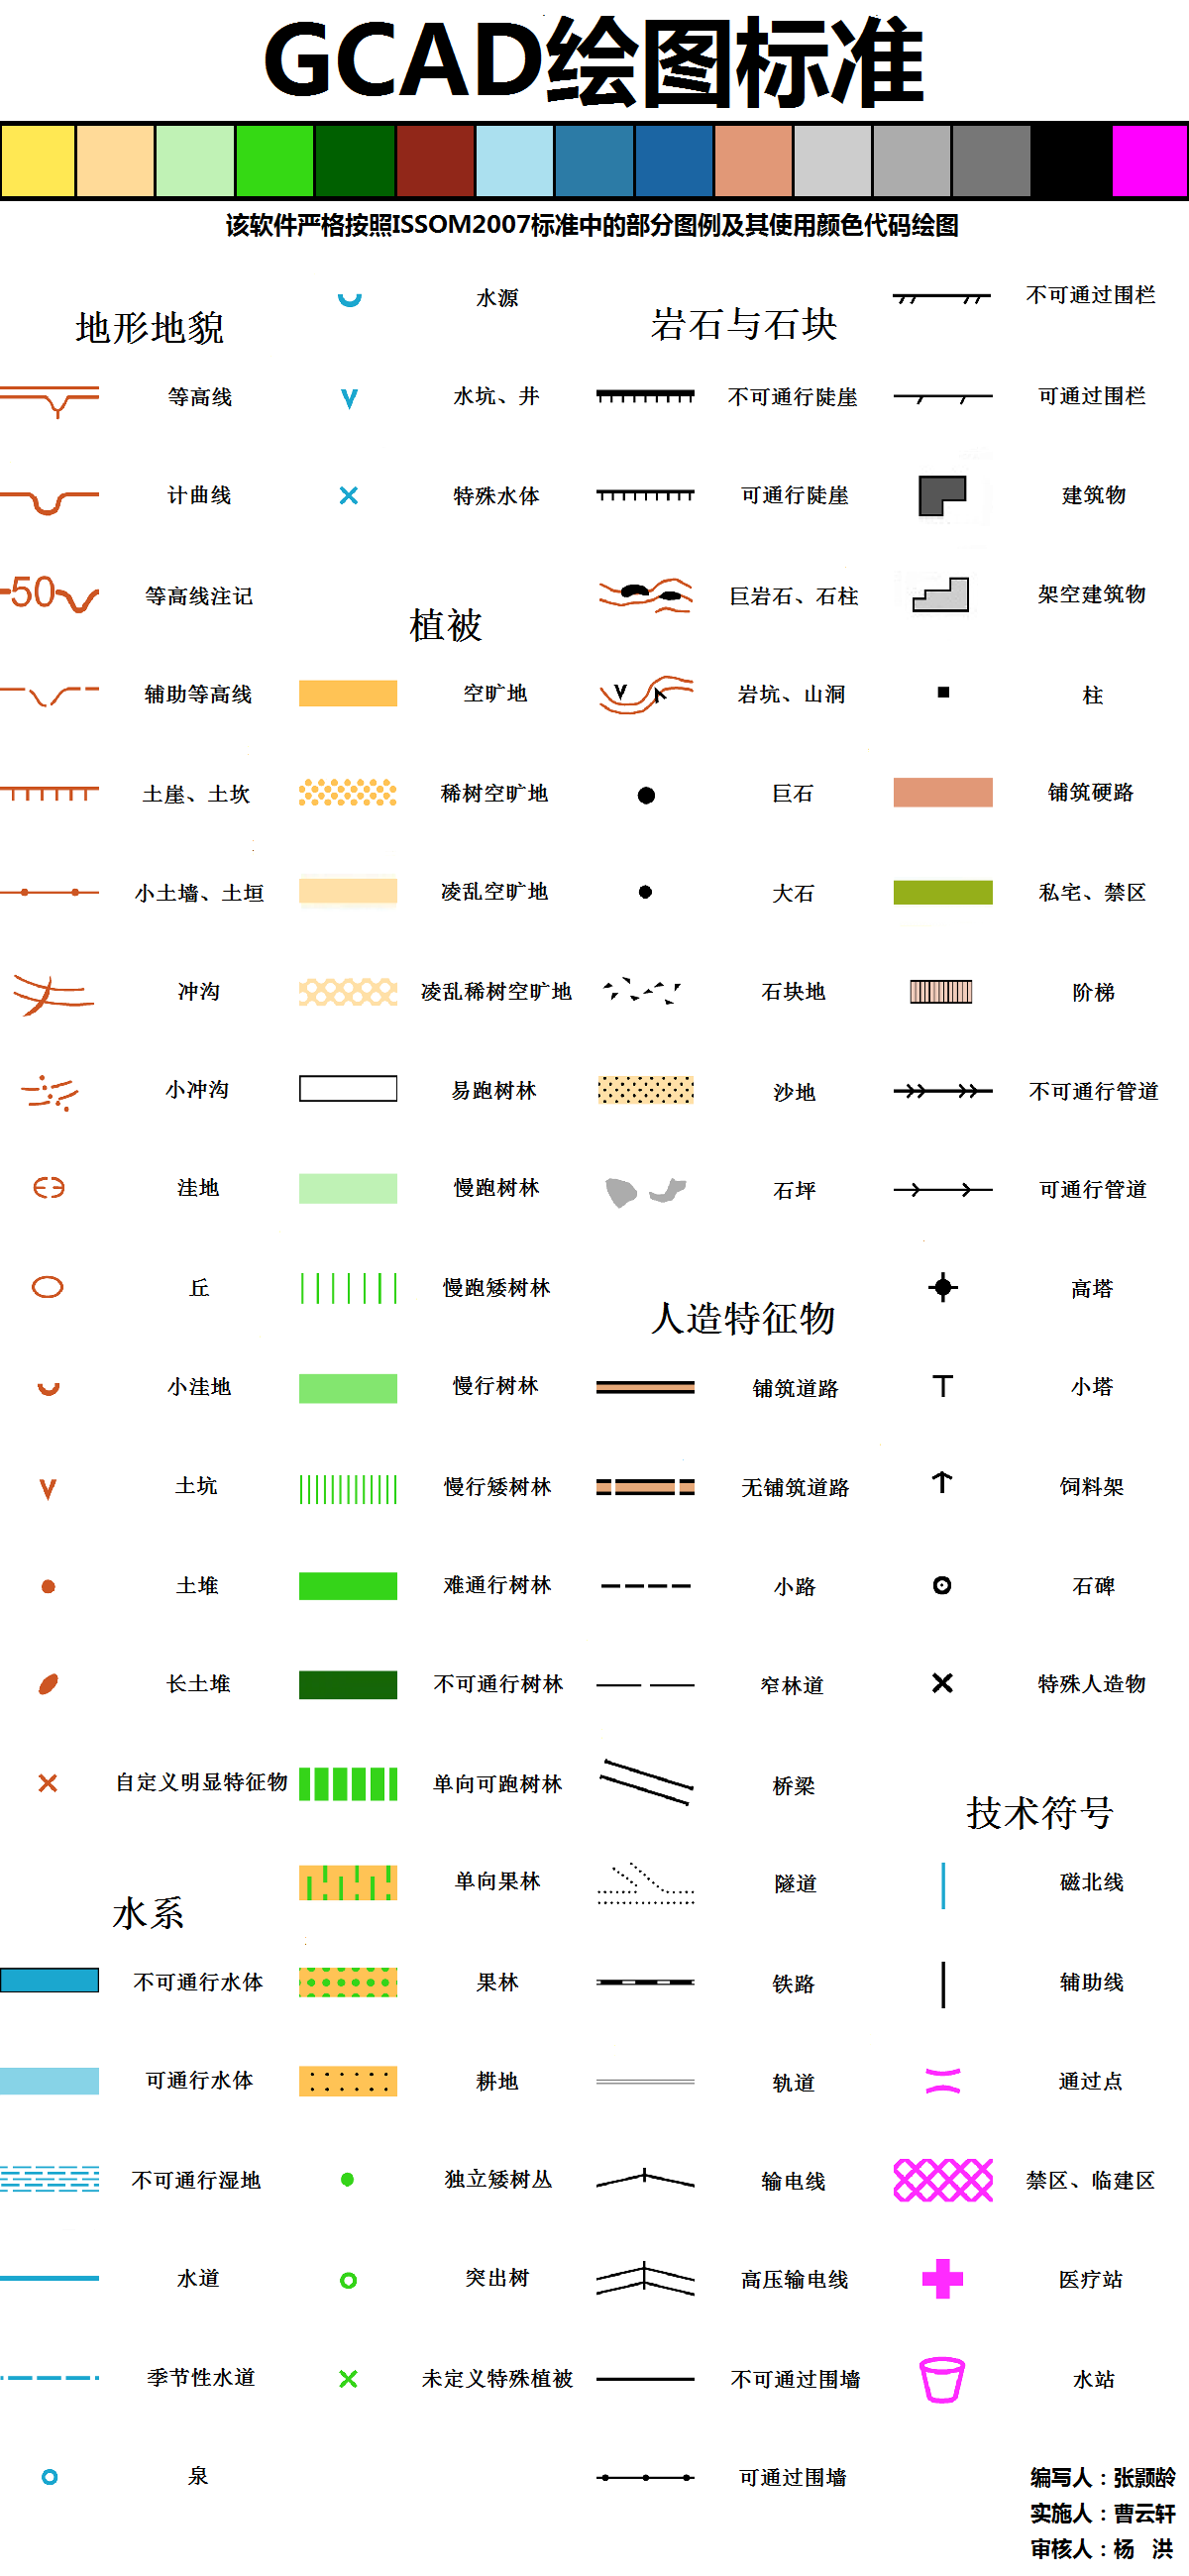 GCAD绘图标准
该软件严格按照ISSOM2007标准中的部分图例及其使用颜色代码绘图
地形地貌
等高线
计曲线
50
等高线注记
辅助等高线
土崖、土坎
小土墙、土垣
冲沟
小冲沟
洼地
丘
小洼地
土坑
土堆
长土堆
自定义明显特征物
水系
不可通行水体
可通行水体
不可通行湿地
水道
季节性水道
泉
水源
水坑、井
特殊水体
植被
空旷地
稀树空旷地
凌乱空旷地
凌乱稀树空旷地
易跑树林
慢跑树林
慢跑矮树林
慢行树林
慢行矮树林
难通行树林
不可通行树林
单向可跑树林
单向果林
果林
耕地
独立矮树丛
突出树
未定义特殊植被
岩石与石块
不可通行陡崖
可通行陡崖
巨岩石、石柱
岩坑、山洞
巨石
大石
石块地
沙地
石坪
人造特征物
铺筑道路
无铺筑道路
小路
窄林道
桥梁
隧道
铁路
轨道
输电线
高压输电线
不可通过围墙
可通过围墙
不可通过围栏
可通过围栏
建筑物
架空建筑物
柱
铺筑硬路
私宅、禁区
阶梯
不可通行管道
可通行管道
高塔
小塔
饲料架
石碑
特殊人造物
技术符号
磁北线
辅助线
通过点
禁区、临建区
医疗站
水站
编写人：张颢龄
实施人：曹云轩
审核人：杨 洪